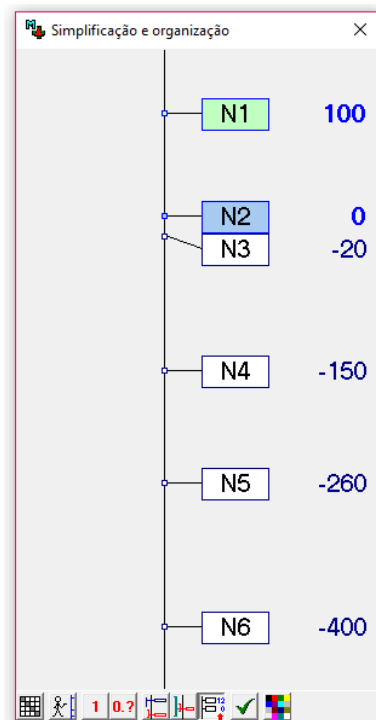 Simplificação e organização
N1 100
N2 0
N3 -20
N4 -150
N5 -260
N6 -400
1 0.?